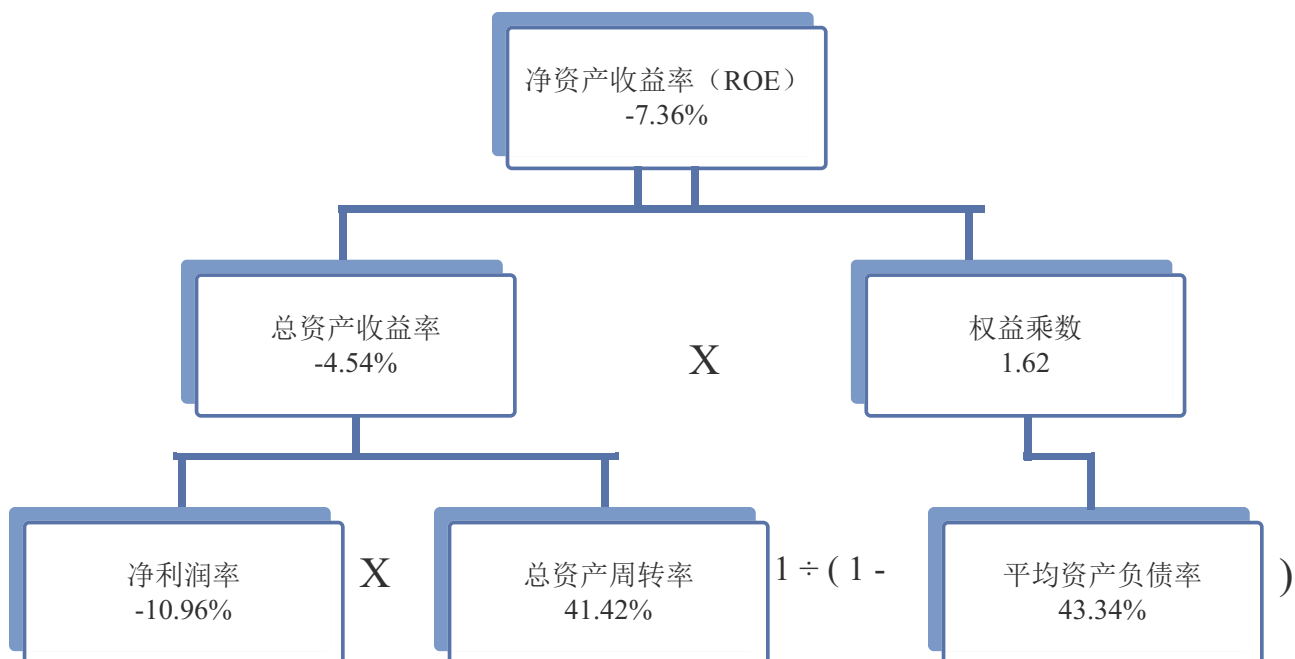 净资产收益率（ROE）
-7.36%
总资产收益率
-4.54%
X
权益乘数
1.62
净利润率
-10.96%
X
总资产周转率
41.42%
1 ÷ ( 1 -
平均资产负债率
43.34%
)